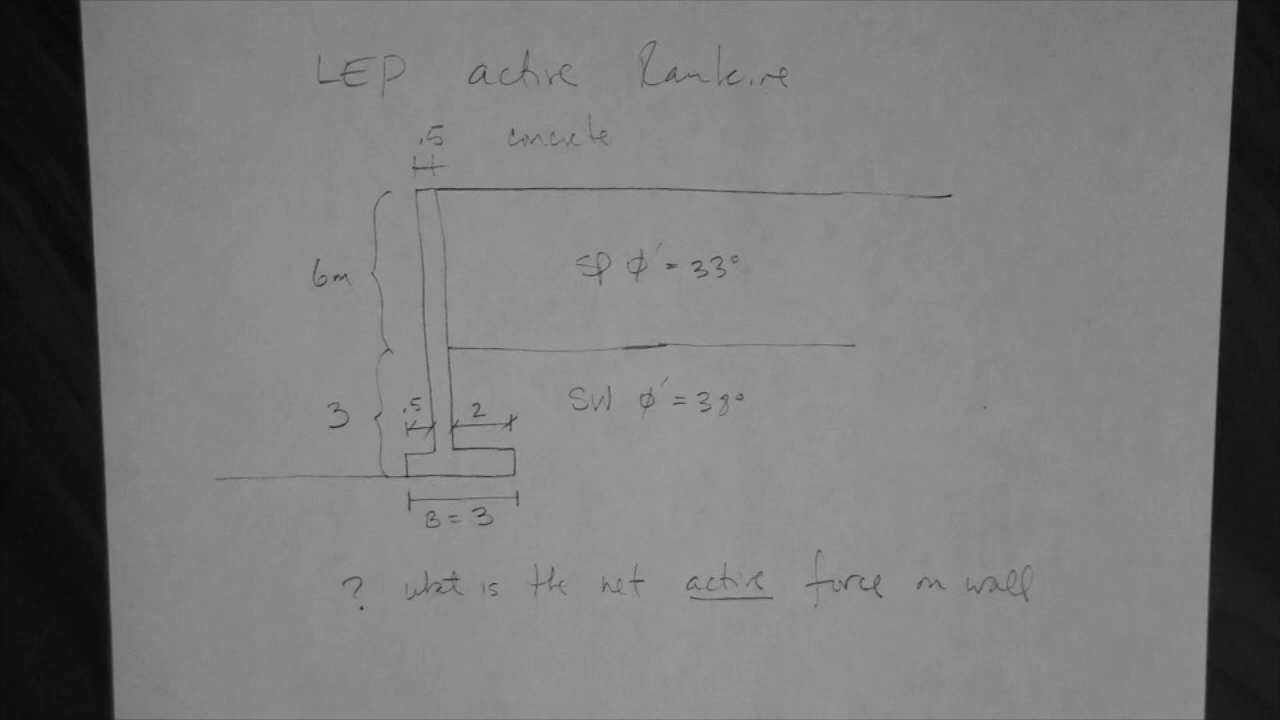 LEP active Rankine
.5 concrete
6m
SP φ' = 33°
3
.5
2
SW φ' = 38°
B = 3
? what is the net active force on wall